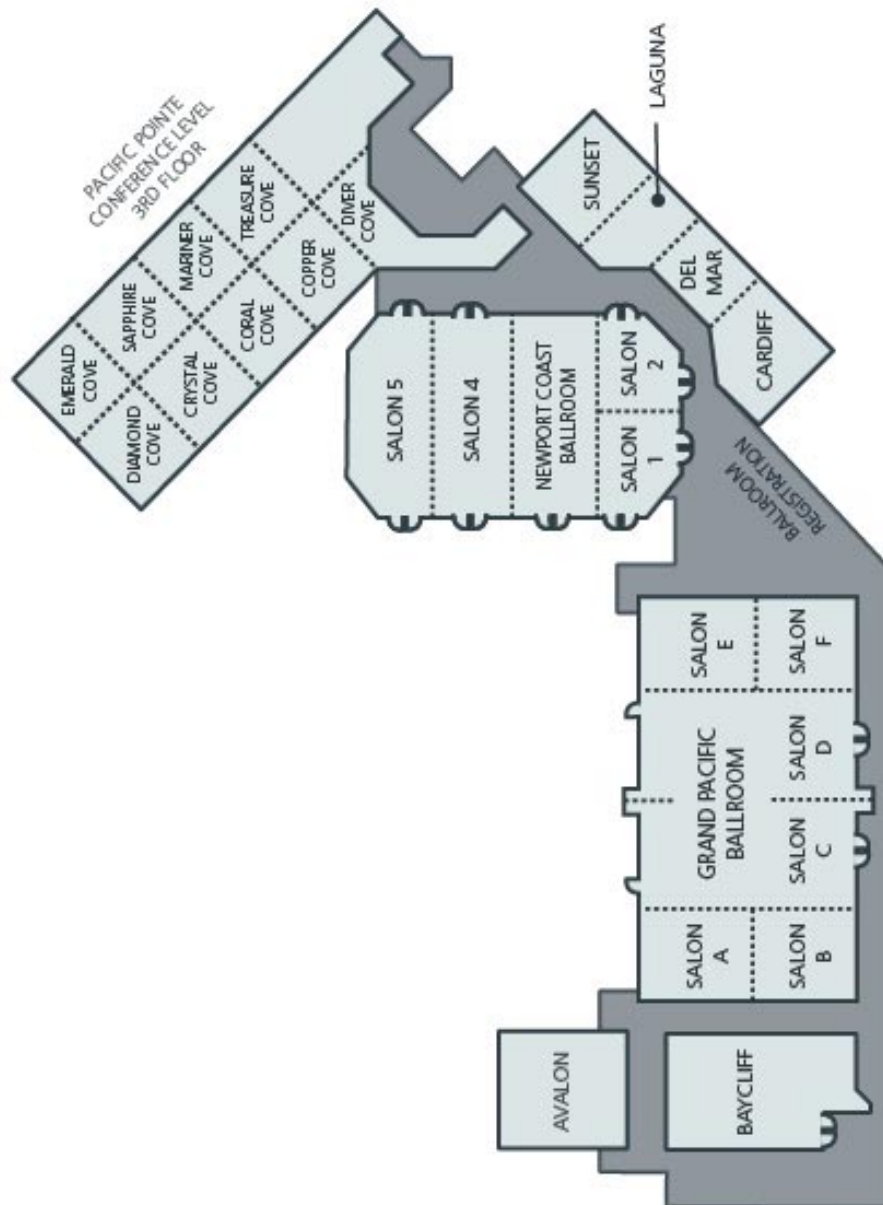 PACIFIC POINTE
CONFERENCE LEVEL
3RD FLOOR
EMERALD
COVE
SAPPHIRE
COVE
MARINER
COVE
TREASURE
COVE
DIAMOND
COVE
CRYSTAL
COVE
CORAL
COVE
COPPER
COVE
DIVER
COVE
LAGUNA
SUNSET
DEL
MAR
CARDIFF
SALON 5
SALON 4
NEWPORT COAST
BALLROOM
SALON
1
SALON
2
BALLROOM
REGISTRATION
SALON
E
SALON
F
GRAND PACIFIC
BALLROOM
SALON
D
SALON
C
SALON
A
SALON
B
AVALON
BAYCLIFF